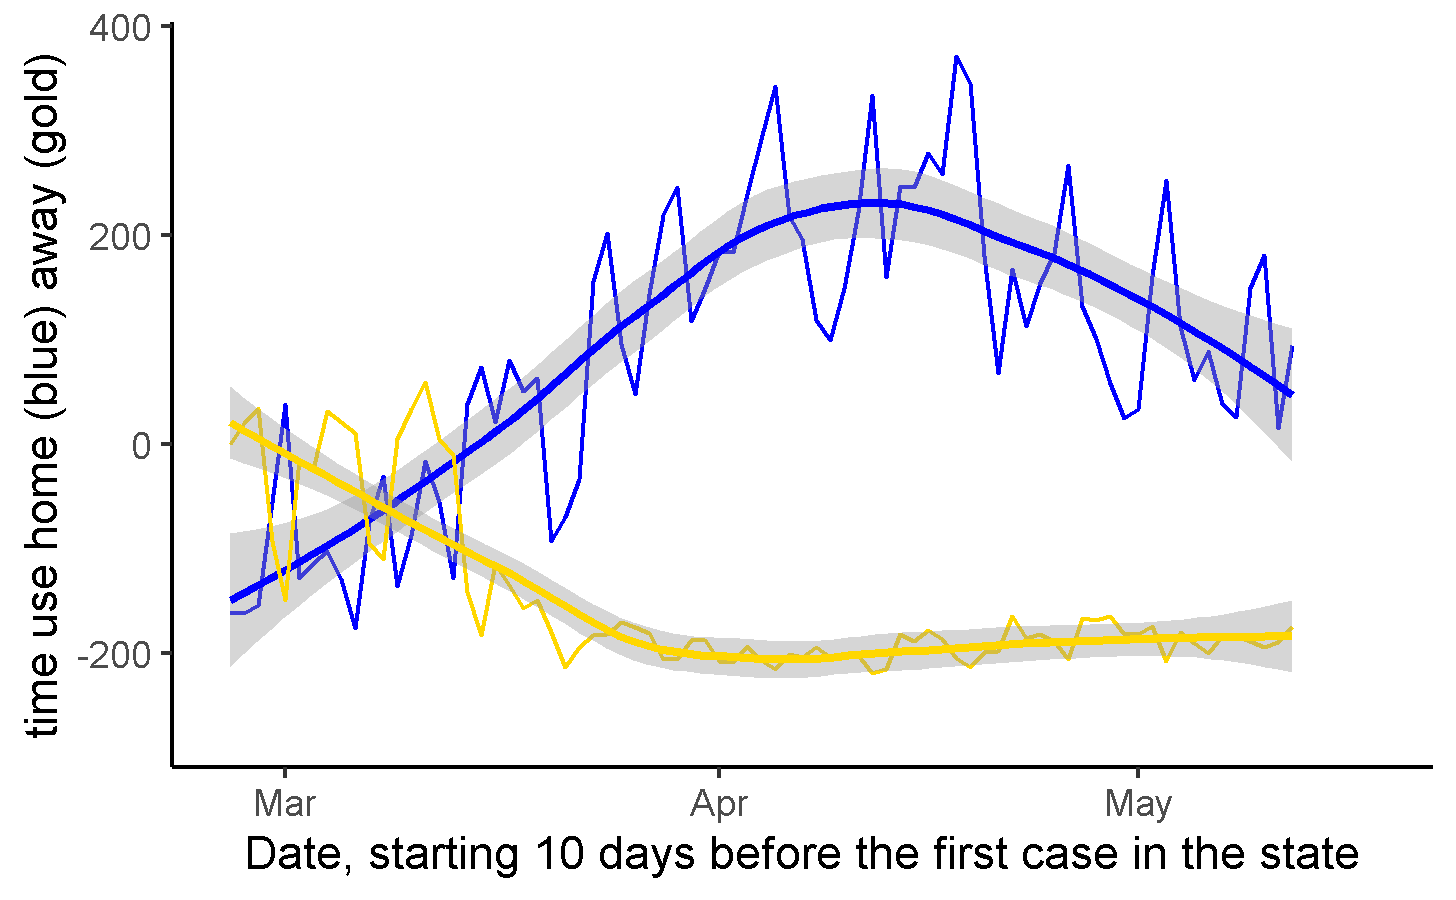 400
200
0
-200
time use home (blue) away (gold)
Mar Apr May
Date, starting 10 days before the first case in the state